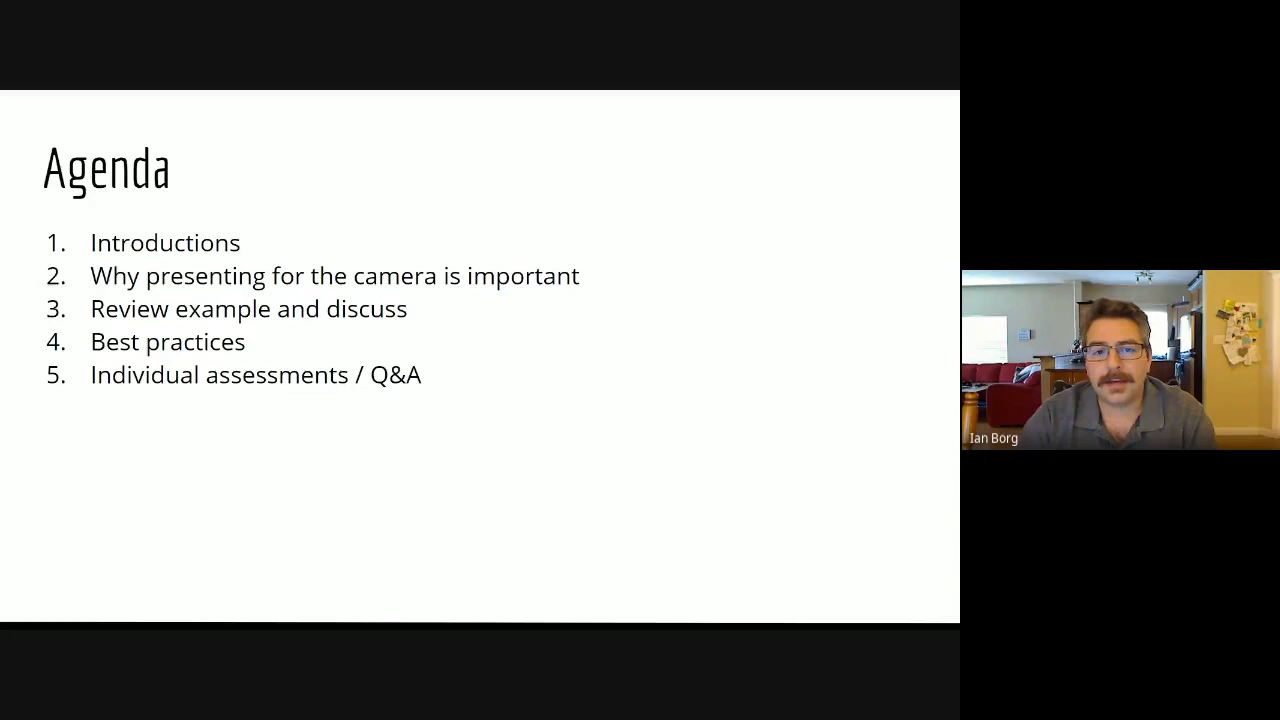 Agenda
1. Introductions
2. Why presenting for the camera is important
3. Review example and discuss
4. Best practices
5. Individual assessments / Q&A
Ian Borg